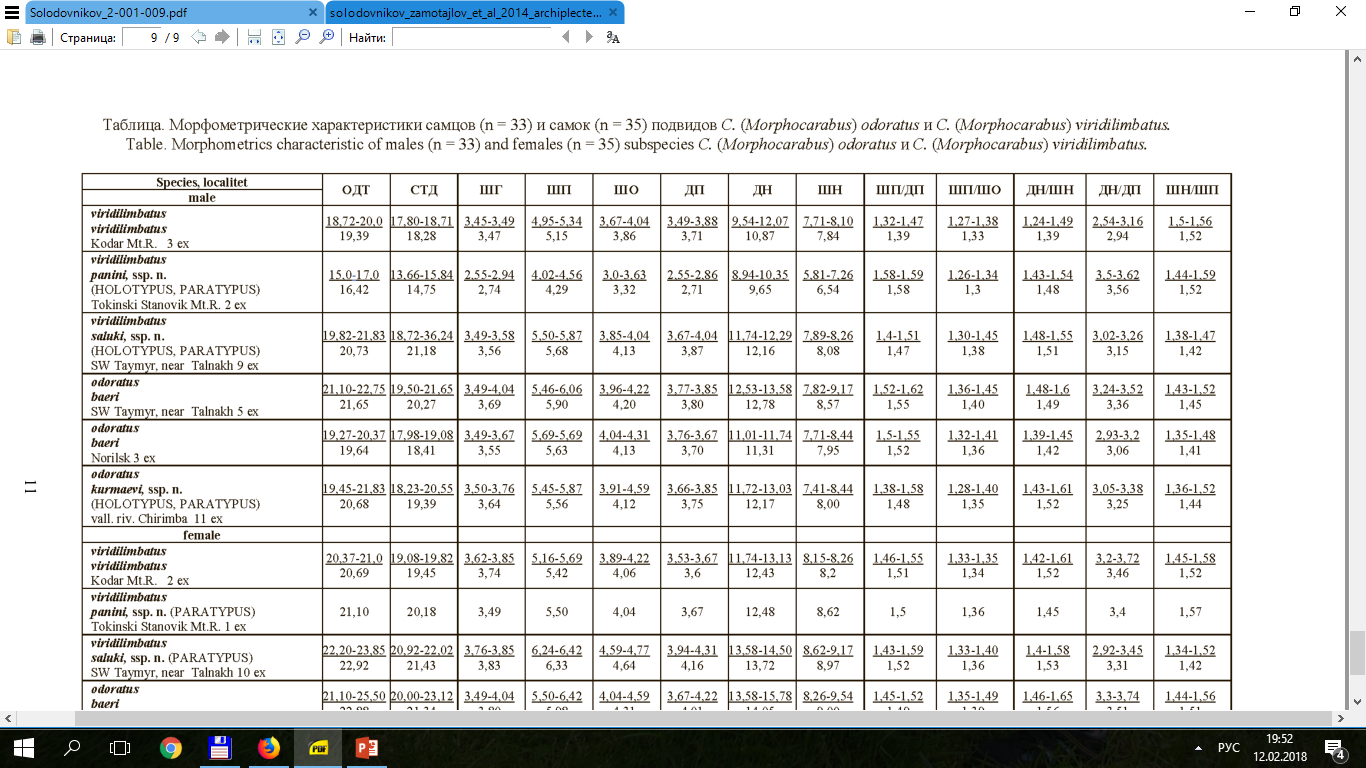 Solodovnikov_2-001-009.pdf × solodovnikov_zamotajlov_et_al_2014_archiplecte... ×
Страница: 9 / 9 Найти:
Таблица. Морфометрические характеристики самцов (n = 33) и самок (n = 35) подвидов C. (Morphocarabus) odoratus и C. (Morphocarabus) viridilimbatus.
Table. Morphometrics characteristic of males (n = 33) and females (n = 35) subspecies C. (Morphocarabus) odoratus и C. (Morphocarabus) viridilimbatus.
Species, localitet ОДТ СТД ШГ ШП ШО ДП ДН ШН ШП/ДП ШП/ШО ДН/ШН ДН/ДП ШН/ШП
male
viridilimbatus
viridilimbatus 18,72-20,0 17,80-18,71 3,45-3,49 4,95-5,34 3,67-4,04 3,49-3,88 9,54-12,07 7,71-8,10 1,32-1,47 1,27-1,38 1,24-1,49 2,54-3,16 1,5-1,56
Kodar Mt.R. 3 ex 19,39 18,28 3,47 5,15 3,86 3,71 10,87 7,84 1,39 1,33 1,39 2,94 1,52
viridilimbatus
panini, ssp. n. 15,0-17,0 13,66-15,84 2,55-2,94 4,02-4,56 3,0-3,63 2,55-2,86 8,94-10,35 5,81-7,26 1,58-1,59 1,26-1,34 1,43-1,54 3,5-3,62 1,44-1,59
(HOLOTYPUS, PARATYPUS) 16,42 14,75 2,74 4,29 3,32 2,71 9,65 6,54 1,58 1,3 1,48 3,56 1,52
Tokinski Stanovik Mt.R. 2 ex
viridilimbatus
saluki, ssp. n. 19,82-21,83 18,72-36,24 3,49-3,58 5,50-5,87 3,85-4,04 3,67-4,04 11,74-12,29 7,89-8,26 1,4-1,51 1,30-1,45 1,48-1,55 3,02-3,26 1,38-1,47
(HOLOTYPUS, PARATYPUS) 20,73 21,18 3,56 5,68 4,13 3,87 12,16 8,08 1,47 1,38 1,51 3,15 1,42
SW Taymyr, near Talnakh 9 ex
odoratus 21,10-22,75 19,50-21,65 3,49-4,04 5,46-6,06 3,96-4,22 3,77-3,85 12,53-13,58 7,82-9,17 1,52-1,62 1,36-1,45 1,48-1,6 3,24-3,52 1,43-1,52
baeri 21,65 20,27 3,69 5,90 4,20 3,80 12,78 8,57 1,55 1,40 1,49 3,36 1,45
SW Taymyr, near Talnakh 5 ex
odoratus 19,27-20,37 17,98-19,08 3,49-3,67 5,69-5,69 4,04-4,31 3,76-3,67 11,01-11,74 7,71-8,44 1,5-1,55 1,32-1,41 1,39-1,45 2,93-3,2 1,35-1,48
baeri 19,64 18,41 3,55 5,63 4,13 3,70 11,31 7,95 1,52 1,36 1,42 3,06 1,41
Norilsk 3 ex
odoratus
kurmaevi, ssp. n. 19,45-21,83 18,23-20,55 3,50-3,76 5,45-5,87 3,91-4,59 3,66-3,85 11,72-13,03 7,41-8,44 1,38-1,58 1,28-1,40 1,43-1,61 3,05-3,38 1,36-1,52
(HOLOTYPUS, PARATYPUS) 20,68 19,39 3,64 5,56 4,12 3,75 12,17 8,00 1,48 1,35 1,52 3,25 1,44
vall. riv. Chirimba 11 ex
11
female
viridilimbatus 20,37-21,0 19,08-19,82 3,62-3,85 5,16-5,69 3,89-4,22 3,53-3,67 11,74-13,13 8,15-8,26 1,46-1,55 1,33-1,35 1,42-1,61 3,2-3,72 1,45-1,58
viridilimbatus 20,69 19,45 3,74 5,42 4,06 3,6 12,43 8,2 1,51 1,34 1,52 3,46 1,52
Kodar Mt.R. 2 ex
viridilimbatus
panini, ssp. n. (PARATYPUS) 21,10 20,18 3,49 5,50 4,04 3,67 12,48 8,62 1,5 1,36 1,45 3,4 1,57
Tokinski Stanovik Mt.R. 1 ex
viridilimbatus 22,20-23,85 20,92-22,02 3,76-3,85 6,24-6,42 4,59-4,77 3,94-4,31 13,58-14,50 8,62-9,17 1,43-1,59 1,33-1,40 1,4-1,58 2,92-3,45 1,34-1,52
saluki, ssp. n. (PARATYPUS) 22,92 21,43 3,83 6,33 4,64 4,16 13,72 8,97 1,52 1,36 1,53 3,31 1,42
SW Taymyr, near Talnakh 10 ex
odoratus 21,10-25,50 20,00-23,12 3,49-4,04 5,50-6,42 4,04-4,59 3,67-4,22 13,58-15,78 8,26-9,54 1,45-1,52 1,35-1,49 1,46-1,65 3,3-3,74 1,44-1,56
baeri
РУС 19:52
12.02.2018 4